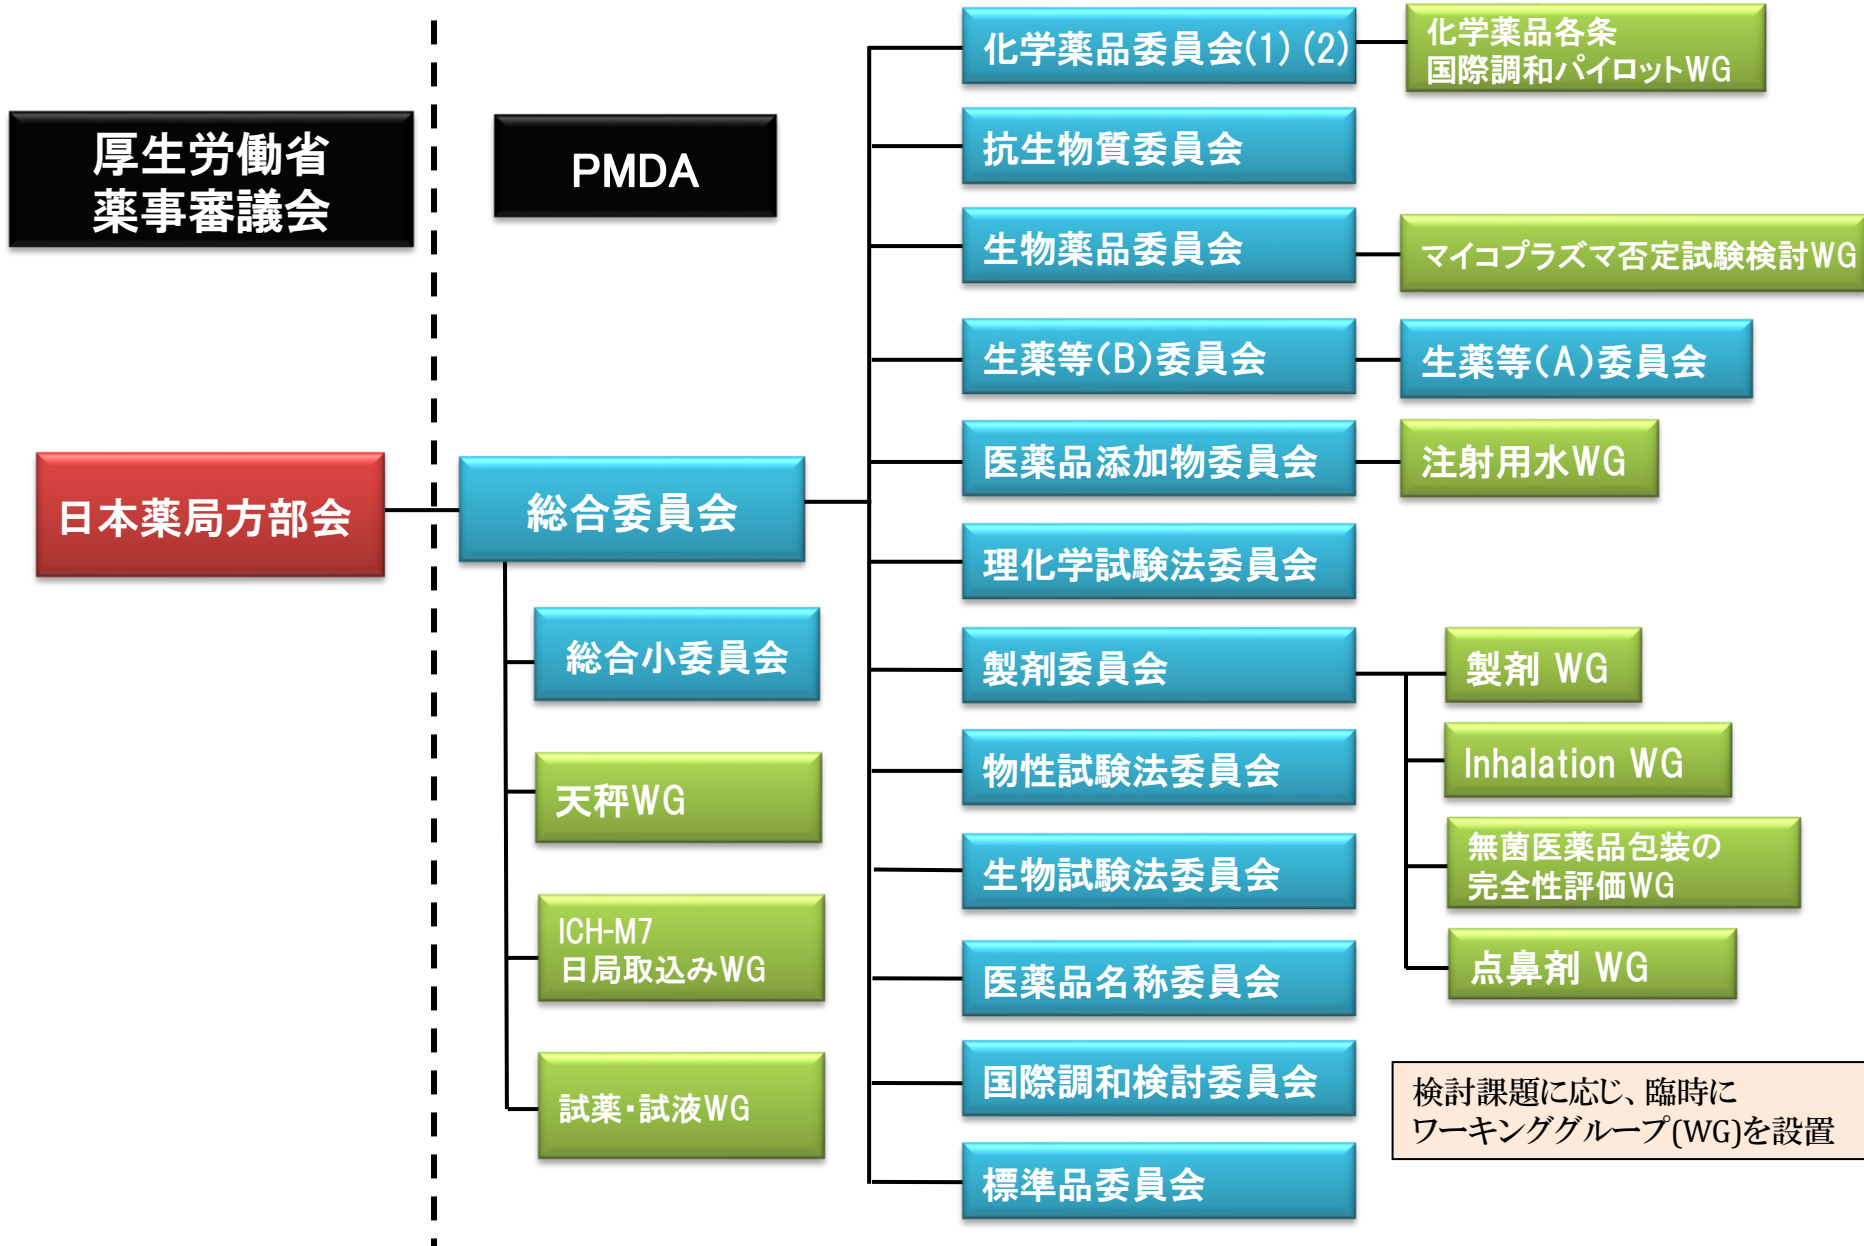 厚生労働省
薬事審議会
PMDA
日本薬局方部会
総合委員会
総合小委員会
天秤WG
ICH-M7
日局取込みWG
試薬・試液WG
化学薬品委員会(1)(2)
化学薬品各条
国際調和パイロットWG
抗生物質委員会
生物薬品委員会
マイコプラズマ否定試験検討WG
生薬等(B)委員会
生薬等(A)委員会
医薬品添加物委員会
注射用水WG
理化学試験法委員会
製剤委員会
製剤 WG
Inhalation WG
無菌医薬品包装の
完全性評価WG
点鼻剤 WG
物性試験法委員会
生物試験法委員会
医薬品名称委員会
国際調和検討委員会
標準品委員会
検討課題に応じ、臨時に
ワーキンググループ(WG)を設置